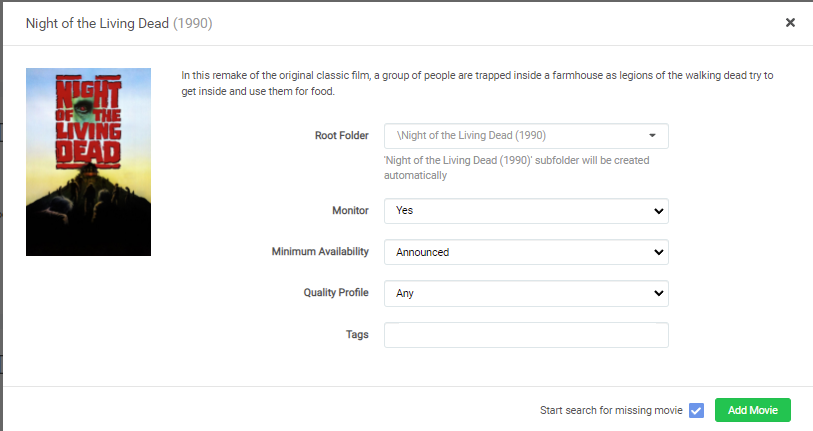 Night of the Living Dead (1990)
In this remake of the original classic film, a group of people are trapped inside a farmhouse as legions of the walking dead try to
get inside and use them for food.
NIGHT
OF THE
LIVING
DEAD
Root Folder
\Night of the Living Dead (1990)
'Night of the Living Dead (1990)' subfolder will be created
automatically
Monitor
Yes
Minimum Availability
Announced
Quality Profile
Any
Tags
Start search for missing movie
Add Movie